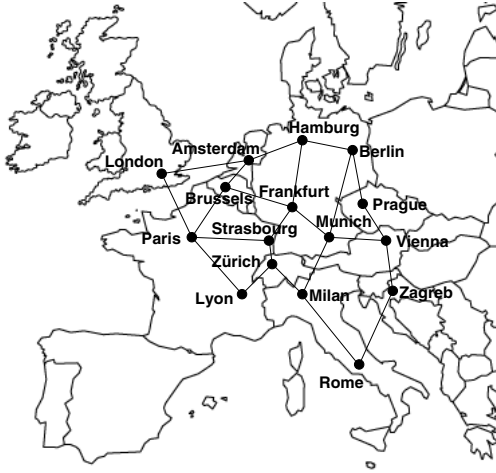 Hamburg
Amsterdam
Berlin
London
Frankfurt
Brussels
Prague
Strasbourg
Munich
Paris
Vienna
Zürich
Lyon
Milan
Zagreb
Rome